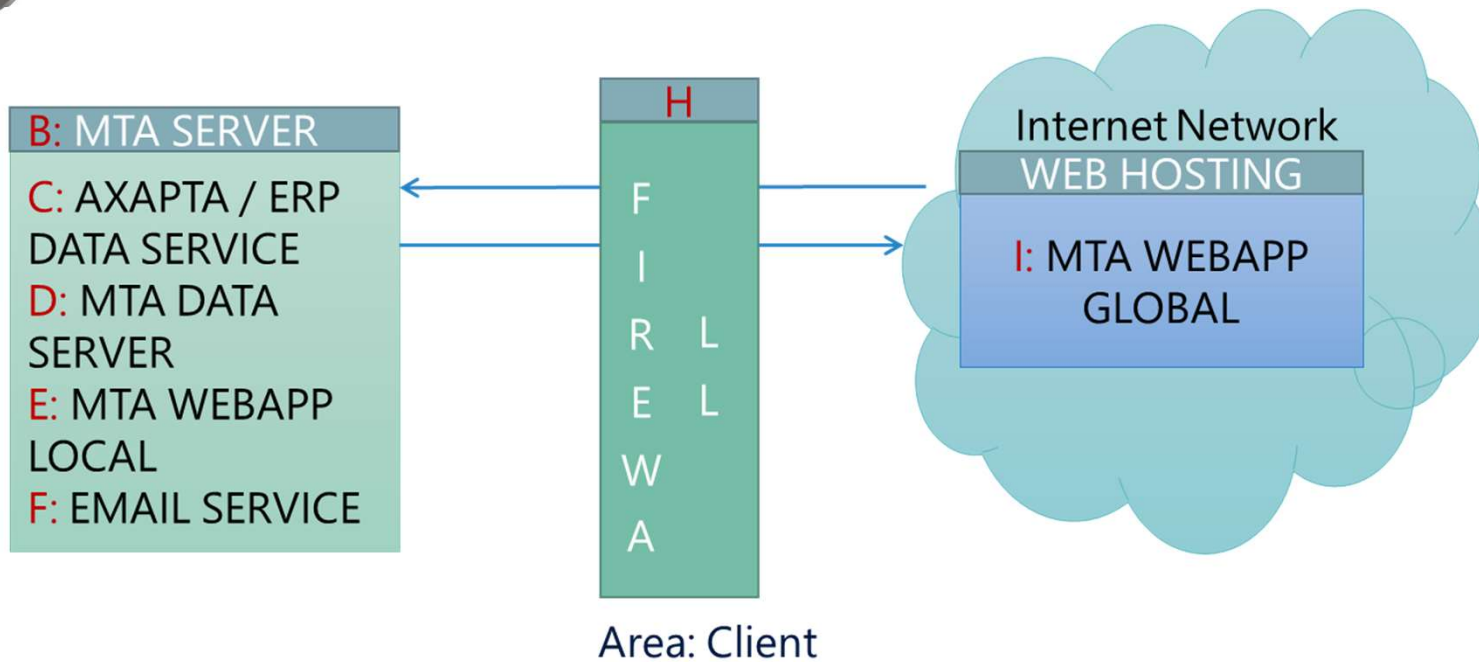 B: MTA SERVER
C: AXAPTA / ERP
DATA SERVICE
D: MTA DATA
SERVER
E: MTA WEBAPP
LOCAL
F: EMAIL SERVICE
H
F
I
R L
E L
W
A
Area: Client
Internet Network
WEB HOSTING
I: MTA WEBAPP
GLOBAL